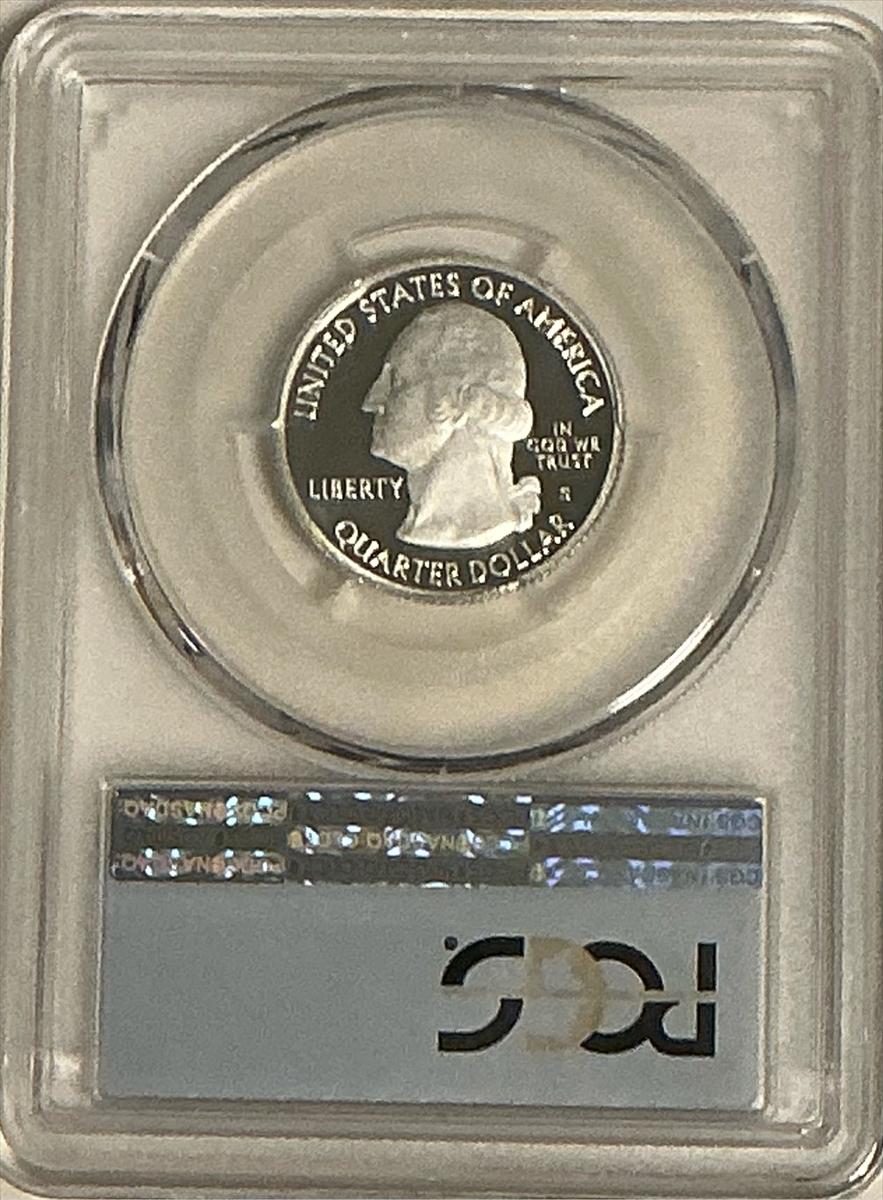 UNITED STATES OF AMERICA
IN
GOD WE
TRUST
LIBERTY
S
QUARTER DOLLAR
PCGS